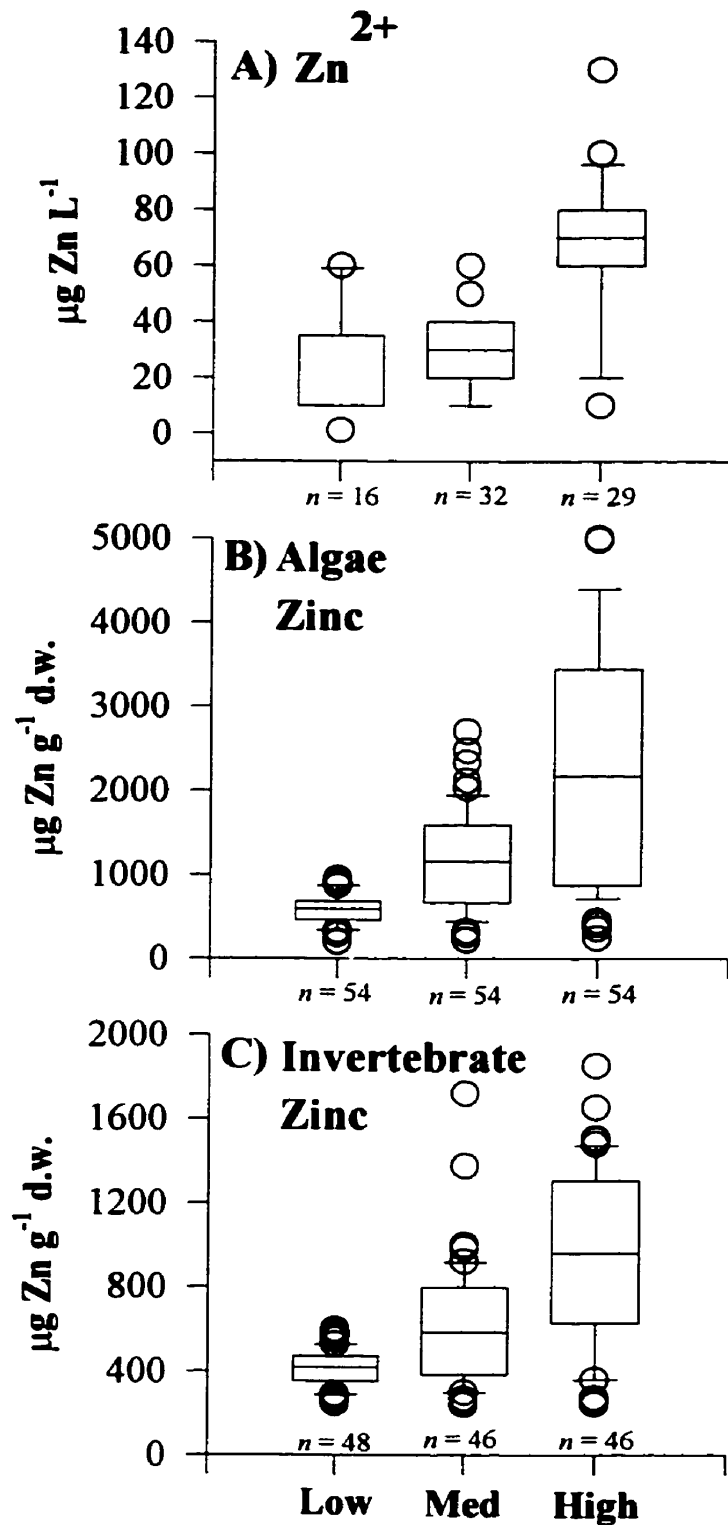 2+
A) Zn
140
120
100
80
60
40
20
0
µg Zn L-1
n = 16 n = 32 n = 29
B) Algae
Zinc
5000
4000
3000
2000
1000
0
µg Zn g-1 d.w.
n = 54 n = 54 n = 54
C) Invertebrate
Zinc
2000
1600
1200
800
400
0
µg Zn g-1 d.w.
n = 48 n = 46 n = 46
Low Med High